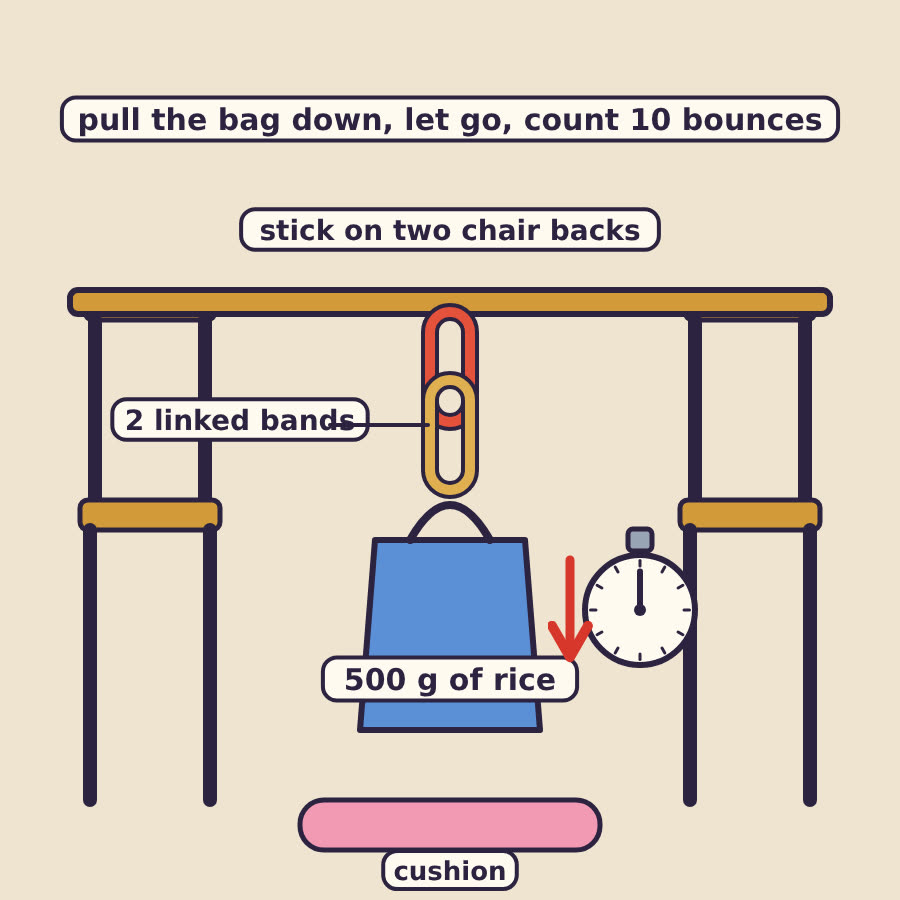 pull the bag down, let go, count 10 bounces
stick on two chair backs
2 linked bands
500 g of rice
cushion